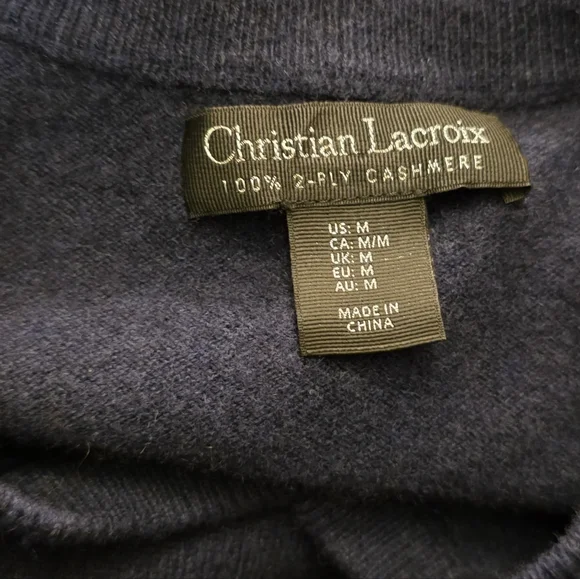 Christian Lacroix
100% 2-PLY CASHMERE
US: M
CA: M/M
UK: M
EU: M
AU: M
MADE IN
CHINA